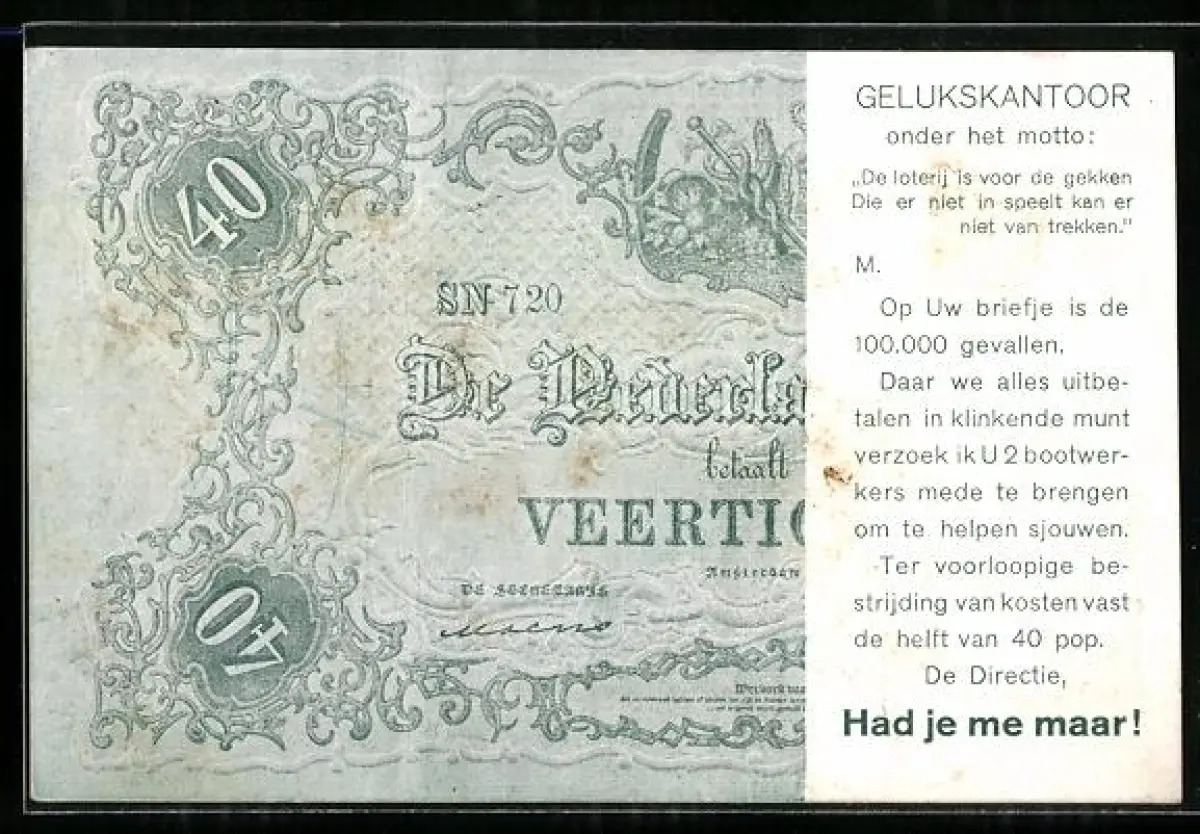 40
SN 720
De Nederla
betaalt
VEERTIG
Amsterdam
DE SECRETARIS
40
GELUKSKANTOOR
onder het motto:
„De loterij is voor de gekken
Die er niet in speelt kan er
niet van trekken."
M.
Op Uw briefje is de
100.000 gevallen.
Daar we alles uitbe-
talen in klinkende munt
verzoek ik U 2 bootwer-
kers mede te brengen
om te helpen sjouwen.
Ter voorloopige be-
strijding van kosten vast
de helft van 40 pop.
De Directie,
Had je me maar!